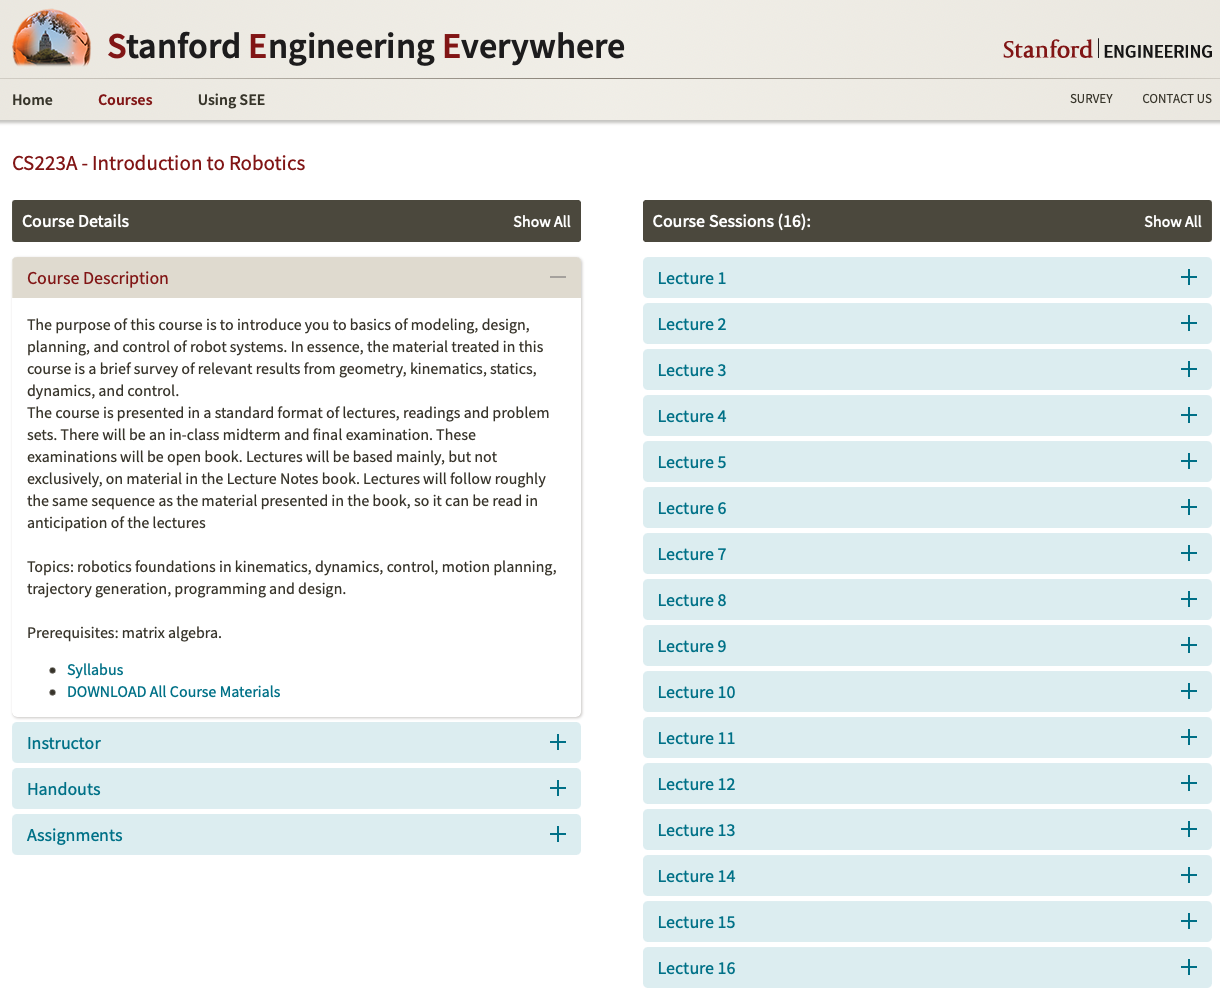 Stanford Engineering Everywhere
Stanford ENGINEERING
Home Courses Using SEE SURVEY CONTACT US
CS223A - Introduction to Robotics
Course Details Show All
Course Description
The purpose of this course is to introduce you to basics of modeling, design,
planning, and control of robot systems. In essence, the material treated in this
course is a brief survey of relevant results from geometry, kinematics, statics,
dynamics, and control.
The course is presented in a standard format of lectures, readings and problem
sets. There will be an in-class midterm and final examination. These
examinations will be open book. Lectures will be based mainly, but not
exclusively, on material in the Lecture Notes book. Lectures will follow roughly
the same sequence as the material presented in the book, so it can be read in
anticipation of the lectures
Topics: robotics foundations in kinematics, dynamics, control, motion planning,
trajectory generation, programming and design.
Prerequisites: matrix algebra.
Syllabus
DOWNLOAD All Course Materials
Instructor
Handouts
Assignments
Course Sessions (16): Show All
Lecture 1
Lecture 2
Lecture 3
Lecture 4
Lecture 5
Lecture 6
Lecture 7
Lecture 8
Lecture 9
Lecture 10
Lecture 11
Lecture 12
Lecture 13
Lecture 14
Lecture 15
Lecture 16